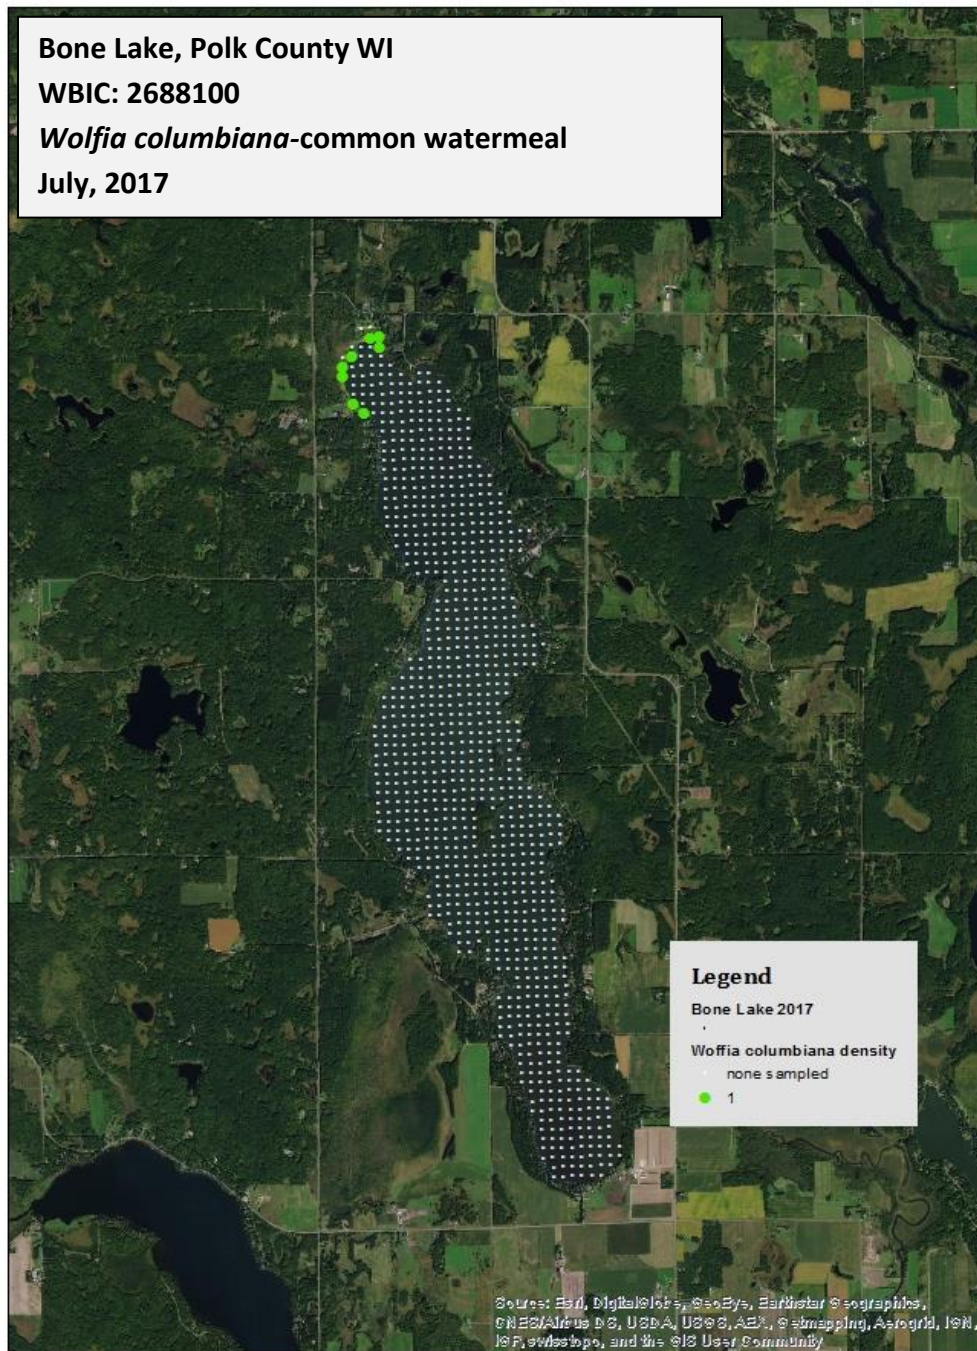 Bone Lake, Polk County WI
WBIC: 2688100
Wolfia columbiana-common watermeal
July, 2017
Legend
Bone Lake 2017
Woffia columbiana density
none sampled
1
Source: Esri, DigitalGlobe, GeoEye, Earthstar Geographics,
CNES/Airbus DS, USDA, USGS, AEX, Getmapping, Aerogrid, IGN,
IGP, swisstopo, and the GIS User Community